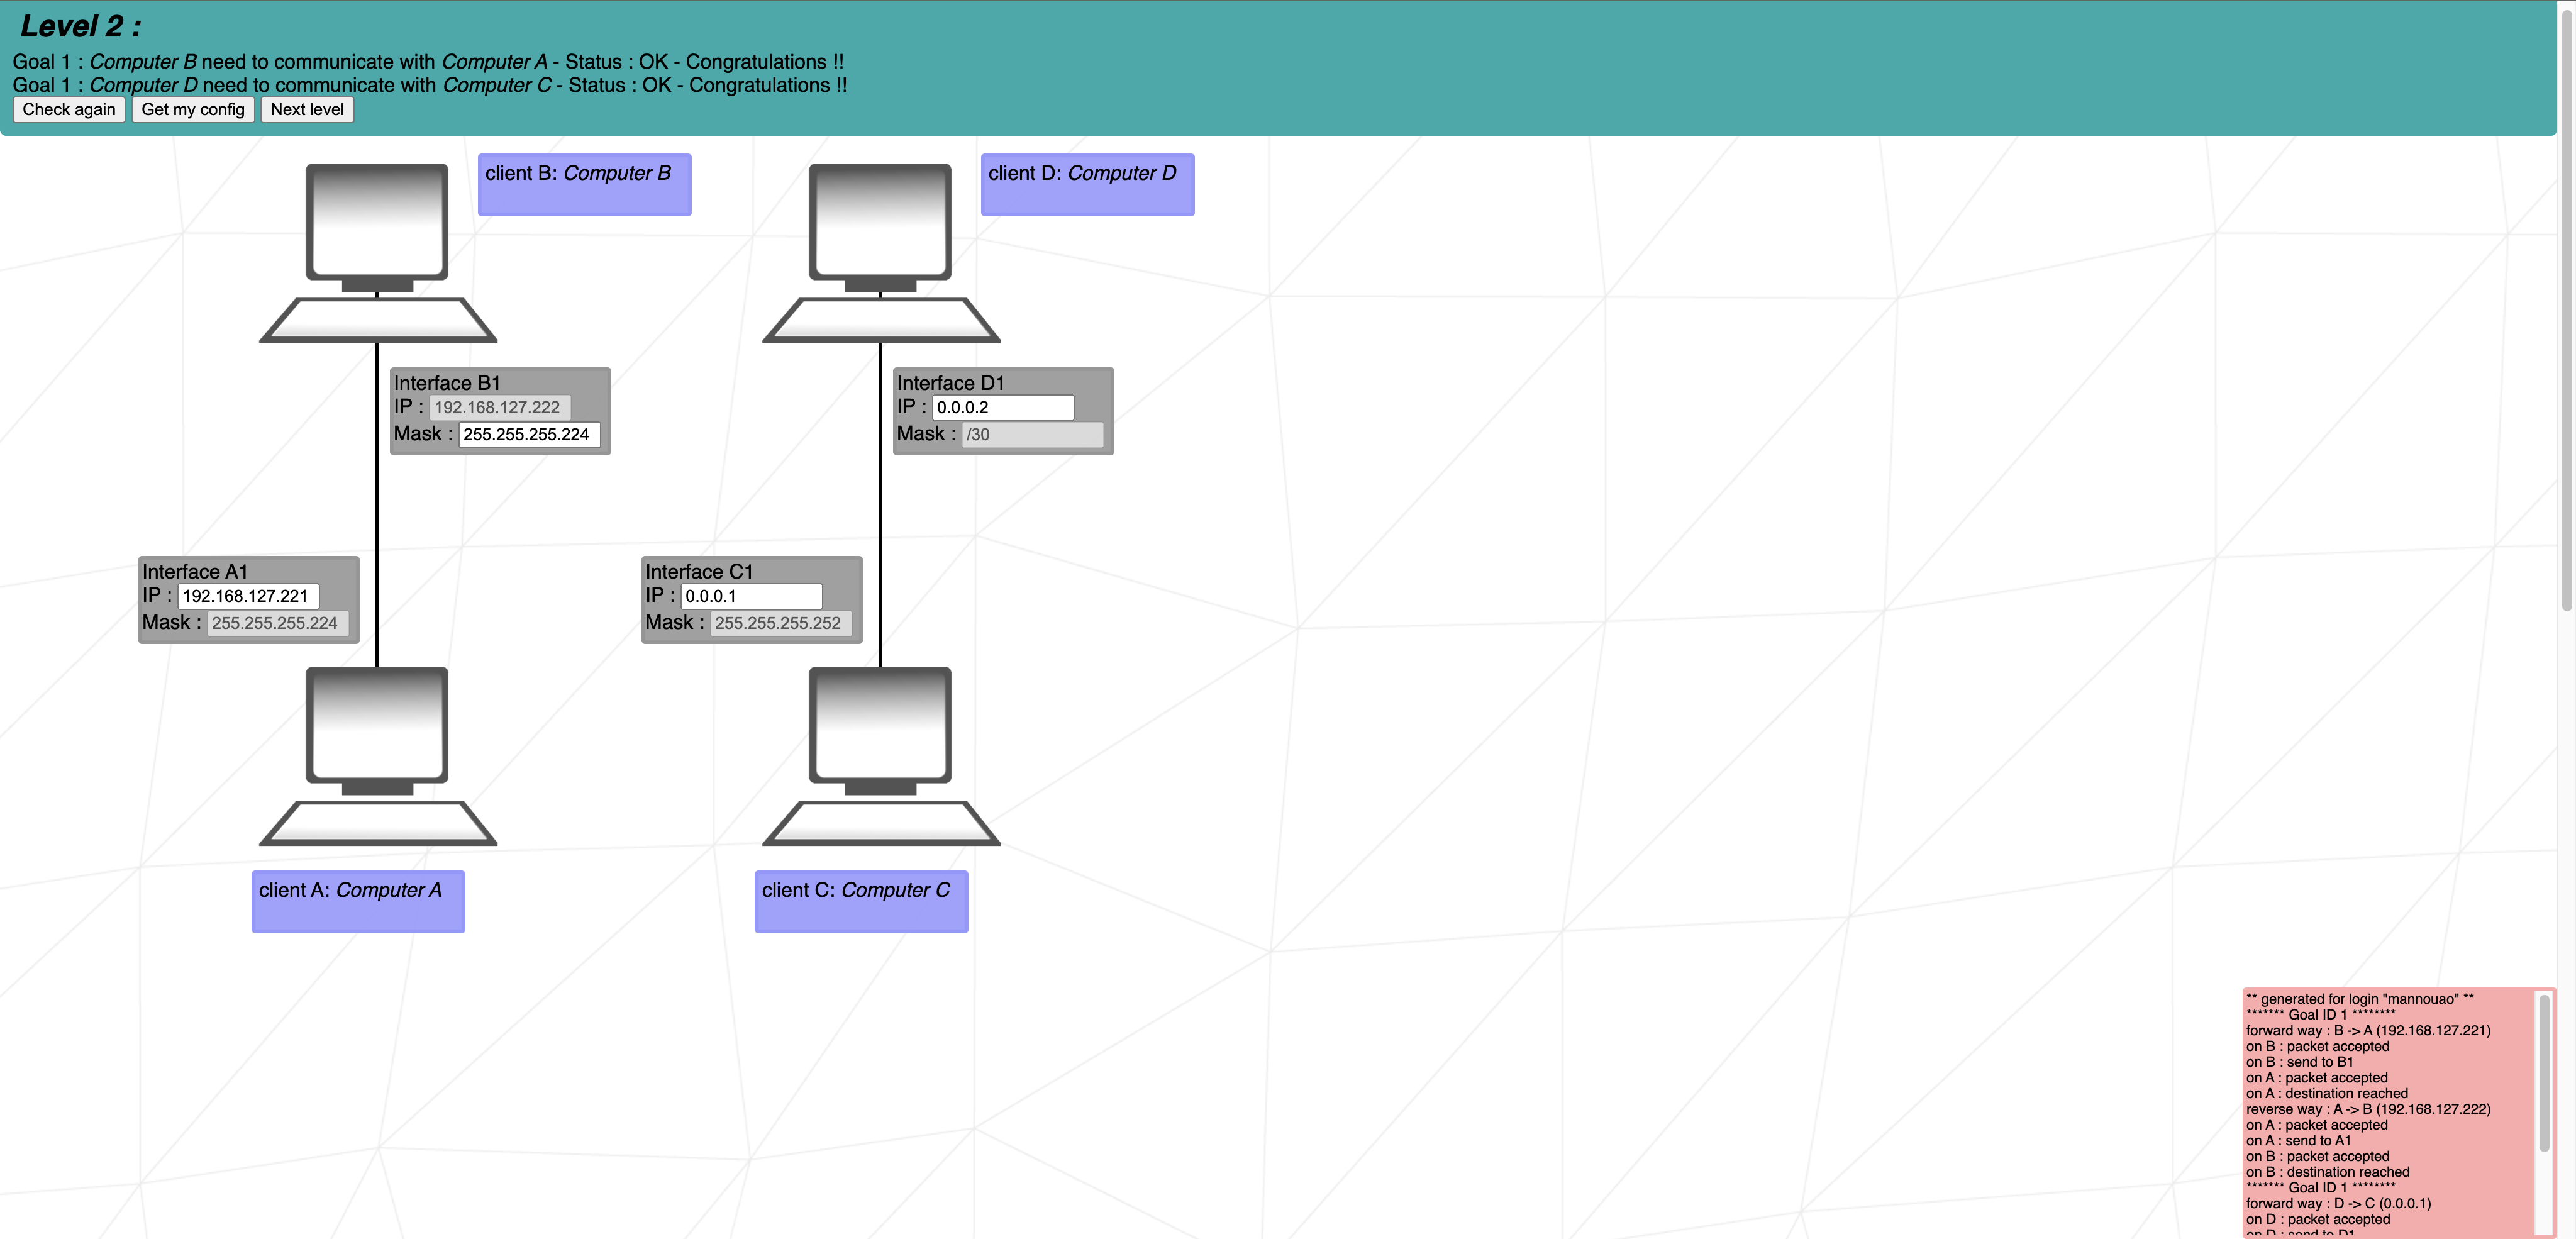 Level 2 :
Goal 1 : Computer B need to communicate with Computer A - Status : OK - Congratulations !!
Goal 1 : Computer D need to communicate with Computer C - Status : OK - Congratulations !!
Check again Get my config Next level
client B: Computer B
client D: Computer D
Interface B1
IP : 192.168.127.222
Mask : 255.255.255.224
Interface D1
IP : 0.0.0.2
Mask : /30
Interface A1
IP : 192.168.127.221
Mask : 255.255.255.224
Interface C1
IP : 0.0.0.1
Mask : 255.255.255.252
client A: Computer A
client C: Computer C
** generated for login "mannouao" **
******* Goal ID 1 ********
forward way : B -> A (192.168.127.221)
on B : packet accepted
on B : send to B1
on A : packet accepted
on A : destination reached
reverse way : A -> B (192.168.127.222)
on A : packet accepted
on A : send to A1
on B : packet accepted
on B : destination reached
******* Goal ID 1 ********
forward way : D -> C (0.0.0.1)
on D : packet accepted
on D : send to D1